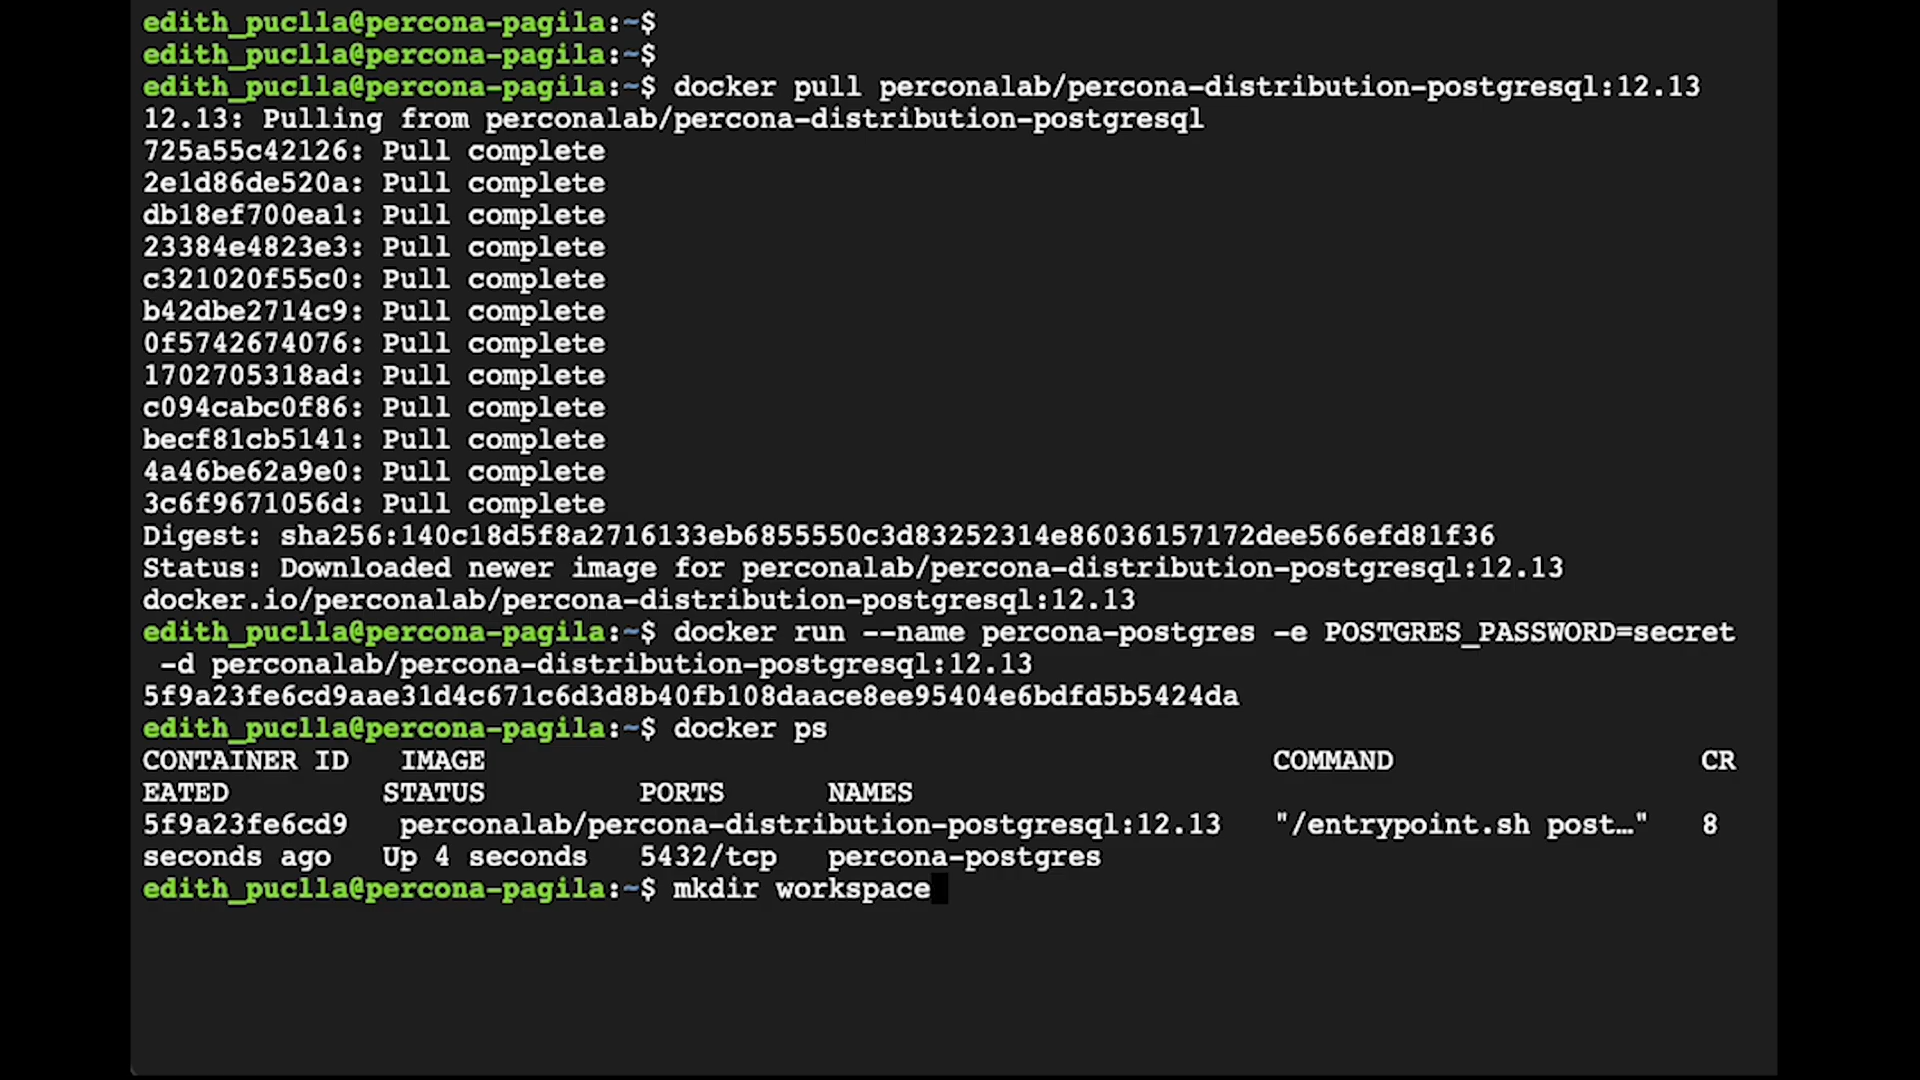 edith_puclla@percona-pagila:~$
edith_puclla@percona-pagila:~$
edith_puclla@percona-pagila:~$ docker pull perconalab/percona-distribution-postgresql:12.13
12.13: Pulling from perconalab/percona-distribution-postgresql
725a55c42126: Pull complete
2e1d86de520a: Pull complete
db18ef700ea1: Pull complete
23384e4823e3: Pull complete
c321020f55c0: Pull complete
b42dbe2714c9: Pull complete
0f5742674076: Pull complete
1702705318ad: Pull complete
c094cabc0f86: Pull complete
becf81cb5141: Pull complete
4a46be62a9e0: Pull complete
3c6f9671056d: Pull complete
Digest: sha256:140c18d5f8a2716133eb6855550c3d83252314e86036157172dee566efd81f36
Status: Downloaded newer image for perconalab/percona-distribution-postgresql:12.13
docker.io/perconalab/percona-distribution-postgresql:12.13
edith_puclla@percona-pagila:~$ docker run --name percona-postgres -e POSTGRES_PASSWORD=secret
 -d perconalab/percona-distribution-postgresql:12.13
5f9a23fe6cd9aae31d4c671c6d3d8b40fb108daace8ee95404e6bdfd5b5424da
edith_puclla@percona-pagila:~$ docker ps
CONTAINER ID   IMAGE                                              COMMAND                  CR
EATED         STATUS         PORTS      NAMES
5f9a23fe6cd9   perconalab/percona-distribution-postgresql:12.13   "/entrypoint.sh post…"   8
seconds ago   Up 4 seconds   5432/tcp   percona-postgres
edith_puclla@percona-pagila:~$ mkdir workspace